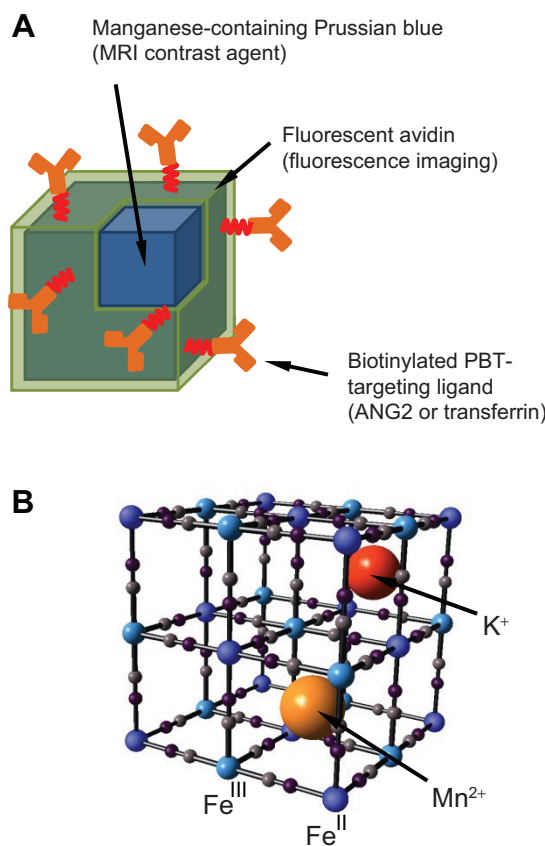 A
Manganese-containing Prussian blue
(MRI contrast agent)
Fluorescent avidin
(fluorescence imaging)
Biotinylated PBT-
targeting ligand
(ANG2 or transferrin)
B
K⁺
Mn²⁺
Feᴵᴵᴵ
Feᴵᴵ